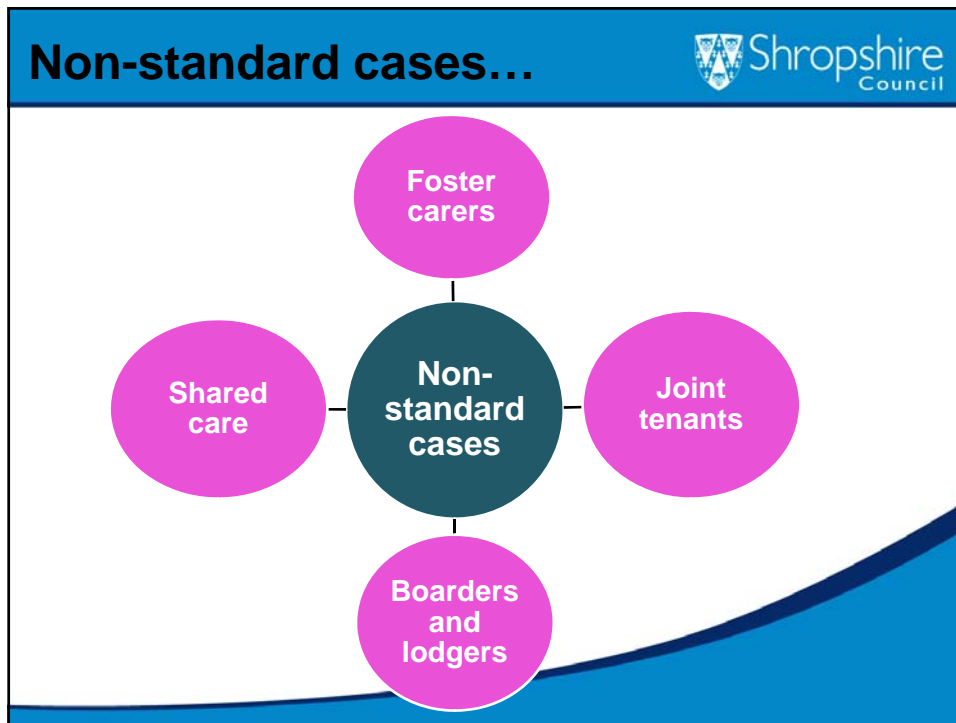 Non-standard cases…
Shropshire
Council
Foster
carers
Shared
care
Non-
standard
cases
Joint
tenants
Boarders
and
lodgers